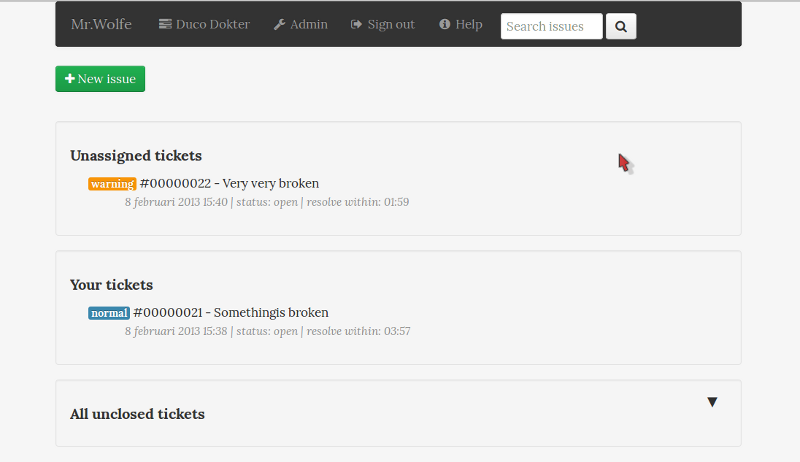 Mr.Wolfe Duco Dokter Admin Sign out Help Search issues
New issue
Unassigned tickets
warning #00000022 - Very very broken
8 februari 2013 15:40 | status: open | resolve within: 01:59
Your tickets
normal #00000021 - Somethingis broken
8 februari 2013 15:38 | status: open | resolve within: 03:57
All unclosed tickets